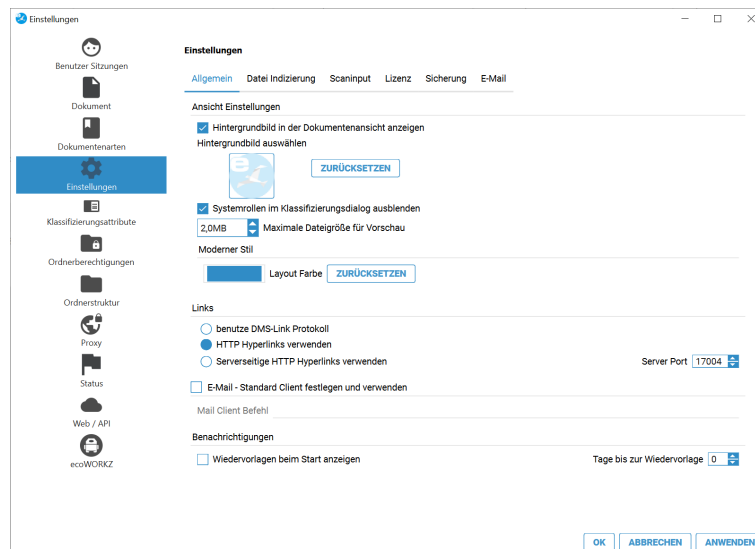 Einstellungen
Benutzer Sitzungen
Dokument
Dokumentenarten
Einstellungen
Klassifizierungsattribute
Ordnerberechtigungen
Ordnerstruktur
Proxy
Status
Web / API
ecoWORKZ
Einstellungen
Allgemein Datei Indizierung Scaninput Lizenz Sicherung E-Mail
Ansicht Einstellungen
Hintergrundbild in der Dokumentenansicht anzeigen
Hintergrundbild auswählen
e
ZURÜCKSETZEN
Systemrollen im Klassifizierungsdialog ausblenden
2,0MB Maximale Dateigröße für Vorschau
Moderner Stil
Layout Farbe ZURÜCKSETZEN
Links
benutze DMS-Link Protokoll
HTTP Hyperlinks verwenden
Serverseitige HTTP Hyperlinks verwenden Server Port 17004
E-Mail - Standard Client festlegen und verwenden
Mail Client Befehl
Benachrichtigungen
Wiedervorlagen beim Start anzeigen Tage bis zur Wiedervorlage 0
OK ABBRECHEN ANWENDEN